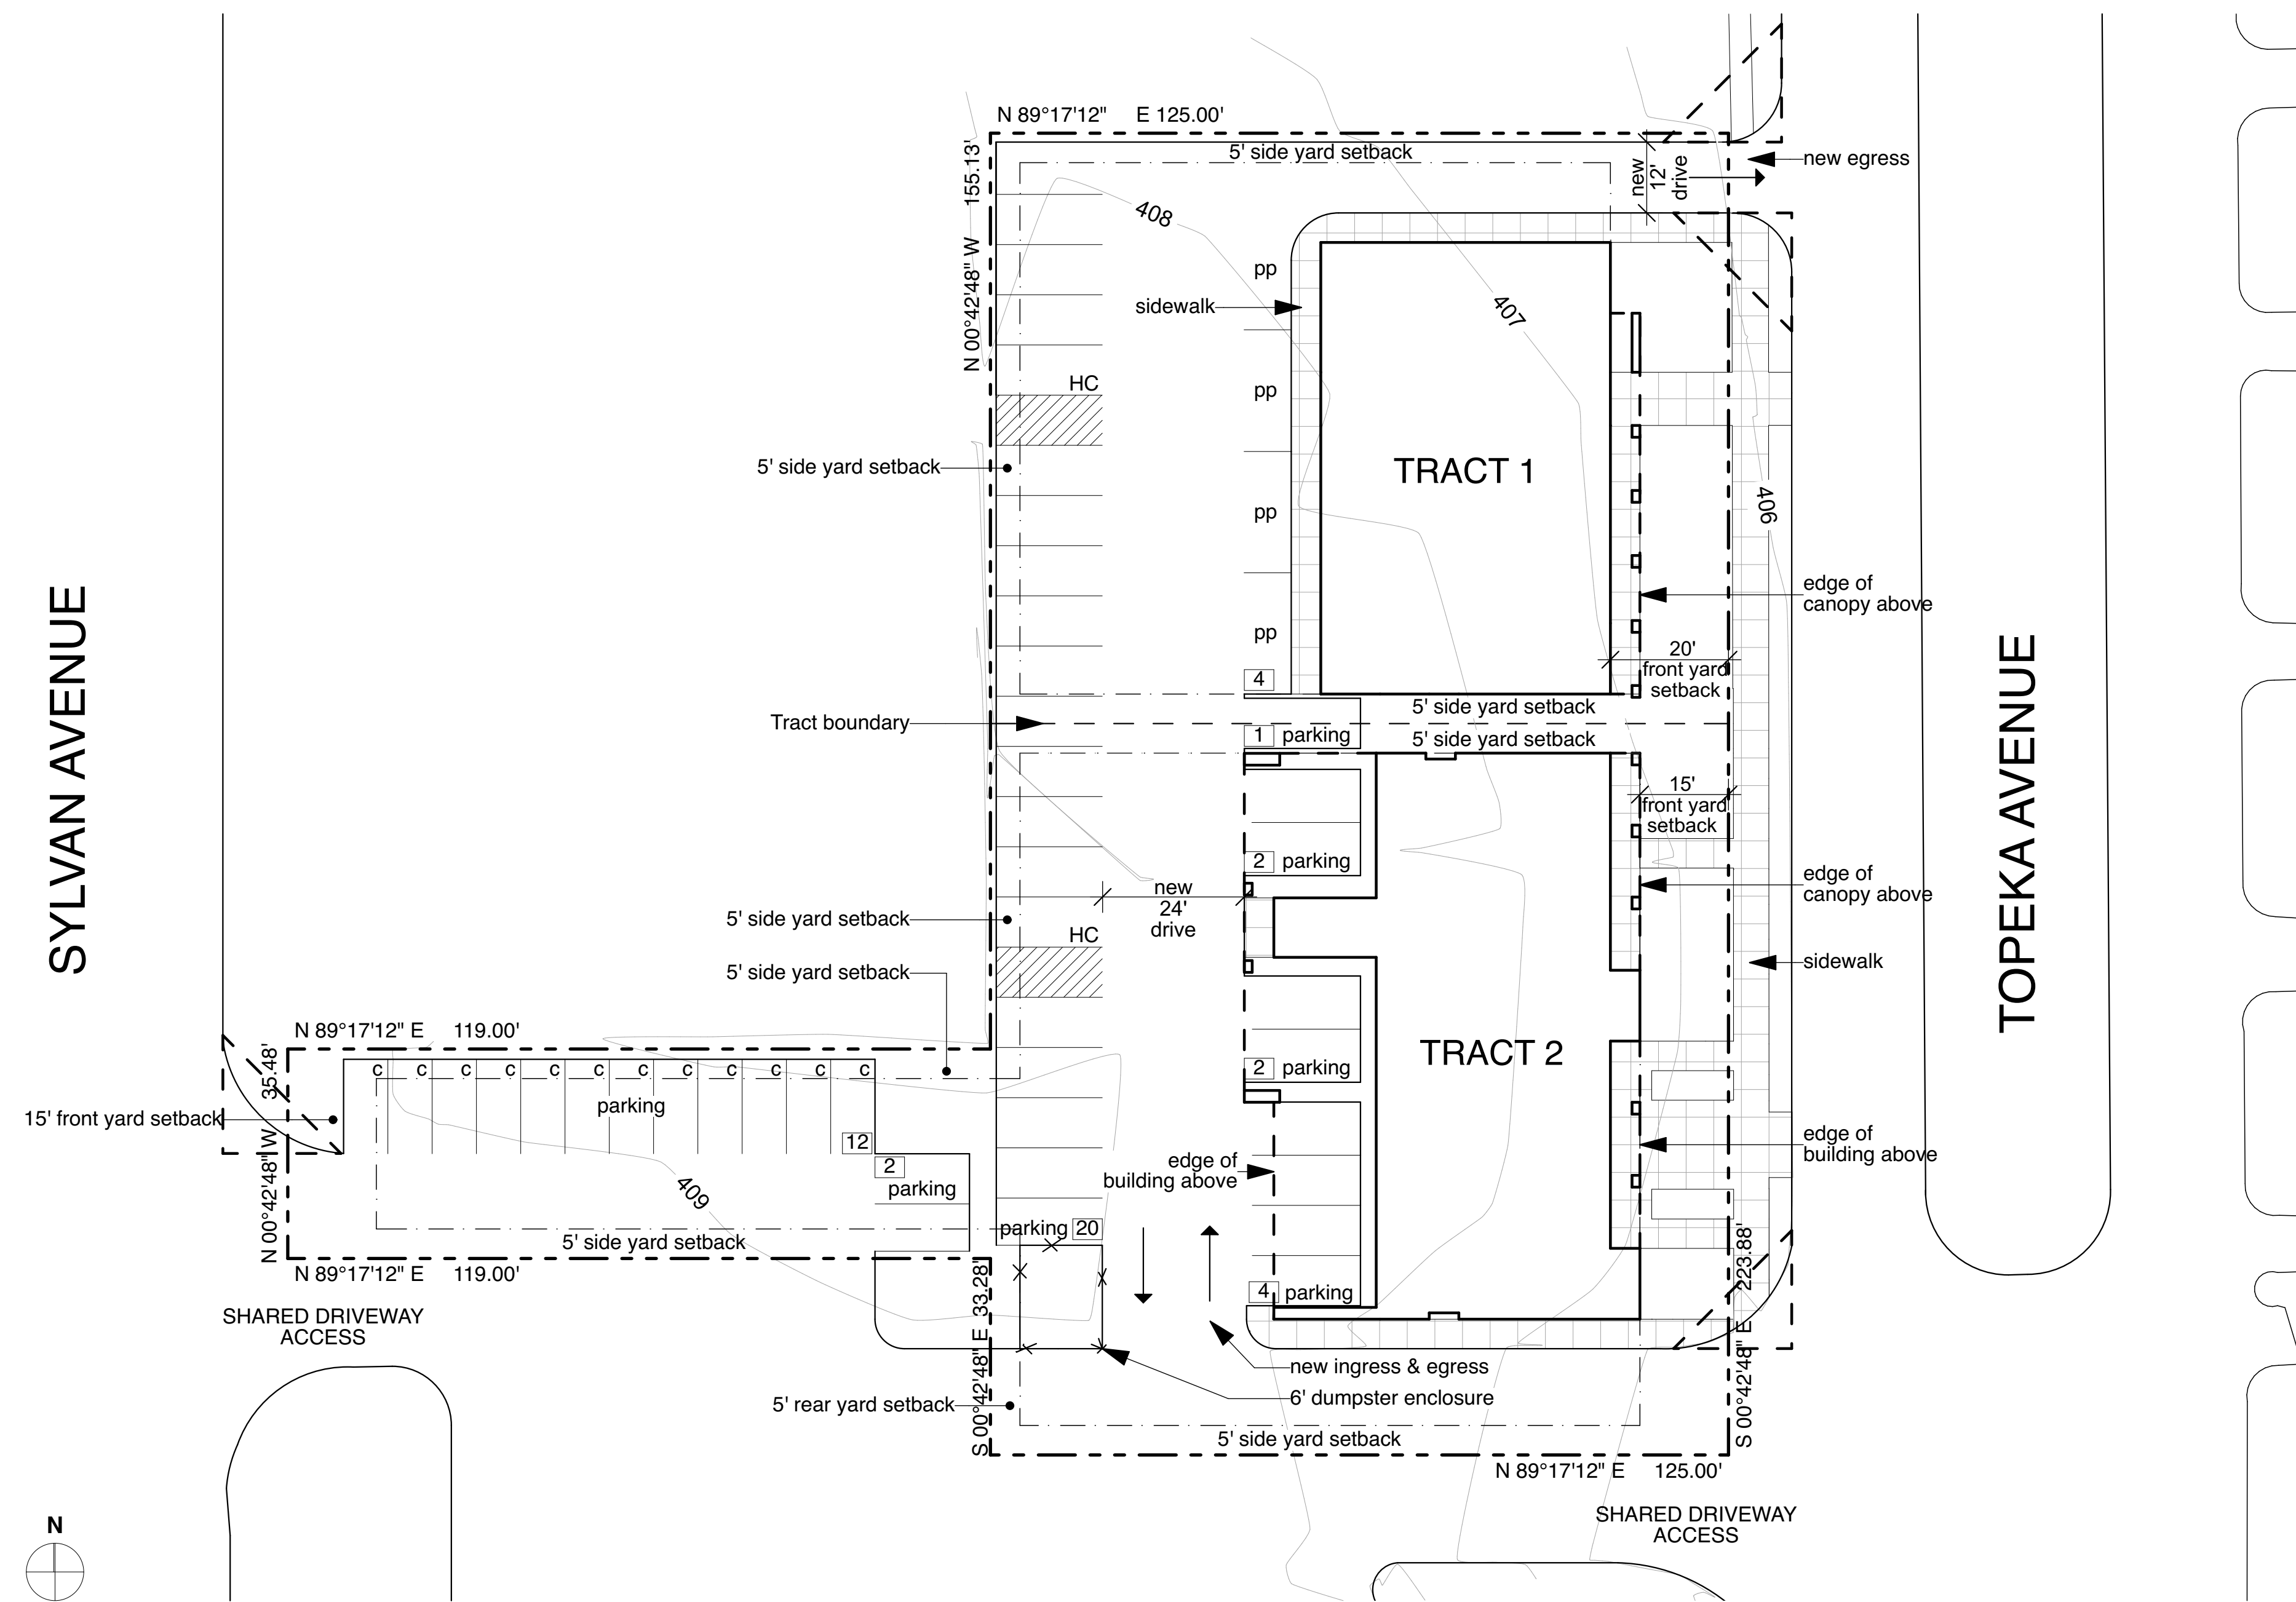 N 89°17'12" E 125.00'
5' side yard setback
155.13'
N 00°42'48" W
new
12'
drive
new egress
408
pp
sidewalk
407
HC
pp
5' side yard setback
TRACT 1
406
pp
edge of
canopy above
pp
20'
front yard
setback
4
5' side yard setback
Tract boundary
1 parking
5' side yard setback
15'
front yard
setback
SYLVAN AVENUE
TOPEKA AVENUE
2 parking
new
24'
drive
edge of
canopy above
5' side yard setback
HC
sidewalk
5' side yard setback
N 89°17'12" E 119.00'
35.48'
N 00°42'48" W
c c c c c c c c c c c c
parking
2 parking
TRACT 2
15' front yard setback
12
2
parking
409
edge of
building above
edge of
building above
parking 20
5' side yard setback
N 89°17'12" E 119.00'
4 parking
33.28'
S 00°42'48" E
223.88'
S 00°42'48" E
SHARED DRIVEWAY
ACCESS
new ingress & egress
6' dumpster enclosure
5' rear yard setback
5' side yard setback
N 89°17'12" E 125.00'
SHARED DRIVEWAY
ACCESS
N